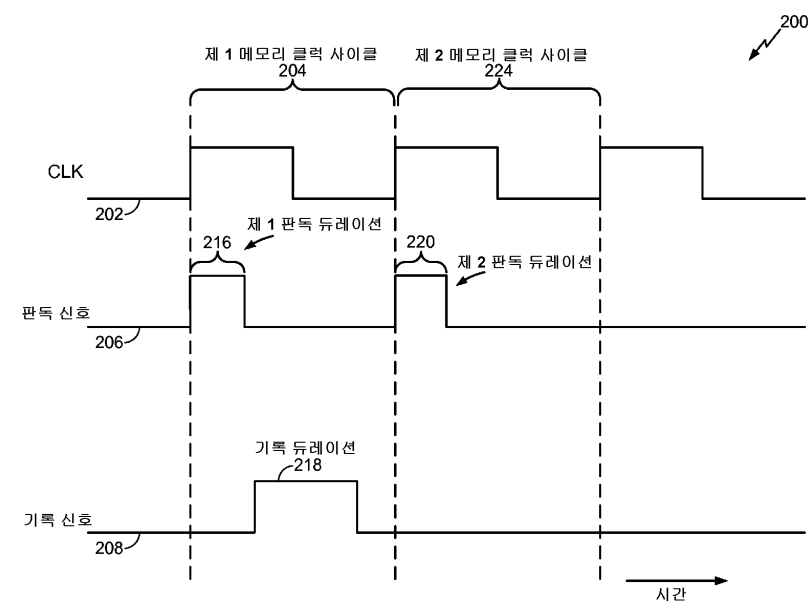 200
제 1 메모리 클럭 사이클
204
제 2 메모리 클럭 사이클
224
CLK
202
216
제 1 판독 듀레이션
220
제 2 판독 듀레이션
판독 신호
206
기록 듀레이션
218
기록 신호
208
시간